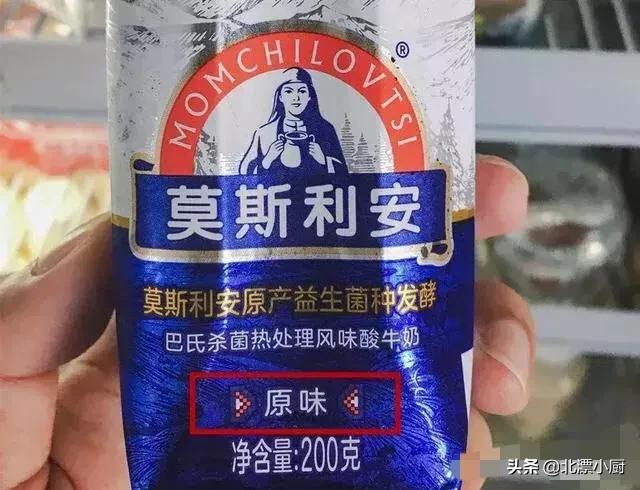 MOMCHILOVTSI
®
莫斯利安
莫斯利安原产益生菌种发酵
巴氏杀菌热处理风味酸牛奶
原味
净含量:200克
头条 @北漂小厨